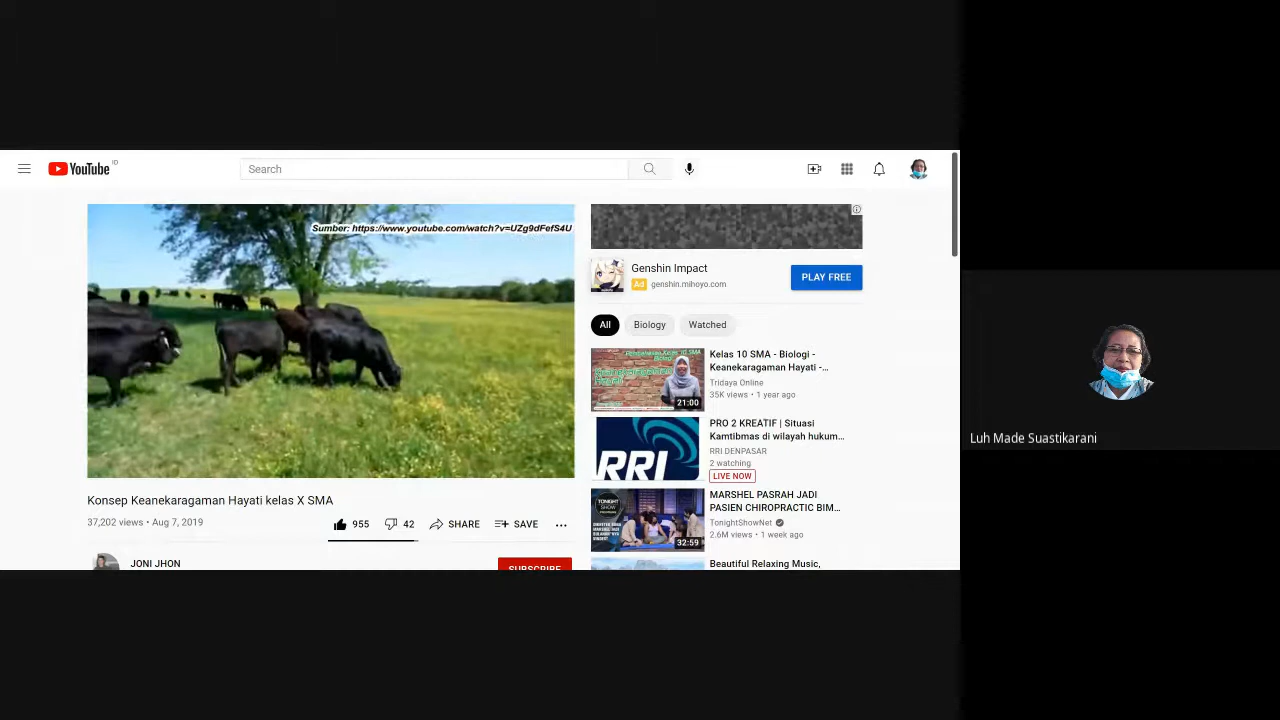 YouTube ID
Search
Sumber: https://www.youtube.com/watch?v=UZg9dFefS4U
Konsep Keanekaragaman Hayati kelas X SMA
37,202 views • Aug 7, 2019
955
42
SHARE
SAVE
JONI JHON
SUBSCRIBE
Genshin Impact
Ad genshin.mihoyo.com
PLAY FREE
All
Biology
Watched
21:00
Kelas 10 SMA - Biologi -
Keanekaragaman Hayati -...
Tridaya Online
35K views • 1 year ago
RRI
PRO 2 KREATIF | Situasi
Kamtibmas di wilayah hukum...
RRI DENPASAR
2 watching
LIVE NOW
TONIGHT
SHOW
32:59
MARSHEL PASRAH JADI
PASIEN CHIROPRACTIC BIM...
TonightShowNet
2.6M views • 1 week ago
Beautiful Relaxing Music,
Luh Made Suastikarani